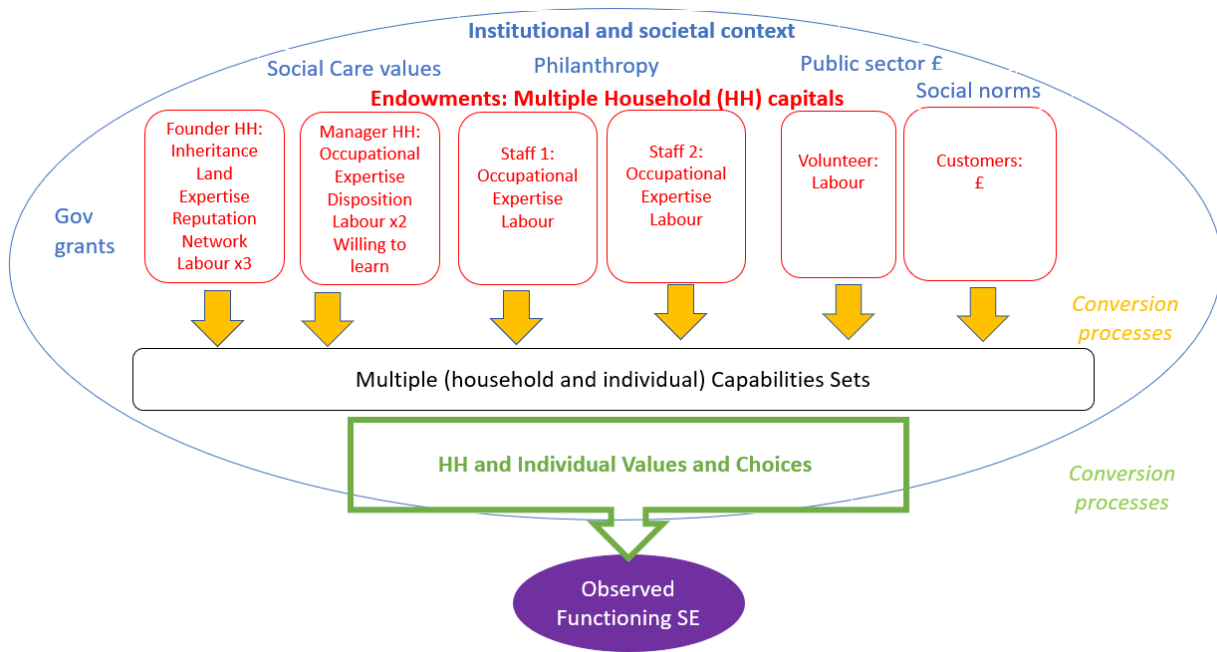 Institutional and societal context
Social Care values
Philanthropy
Public sector £
Social norms
Endowments: Multiple Household (HH) capitals
Gov
grants
Founder HH:
Inheritance
Land
Expertise
Reputation
Network
Labour x3
Manager HH:
Occupational
Expertise
Disposition
Labour x2
Willing to
learn
Staff 1:
Occupational
Expertise
Labour
Staff 2:
Occupational
Expertise
Labour
Volunteer:
Labour
Customers:
£
Conversion
processes
Multiple (household and individual) Capabilities Sets
HH and Individual Values and Choices
Conversion
processes
Observed
Functioning SE